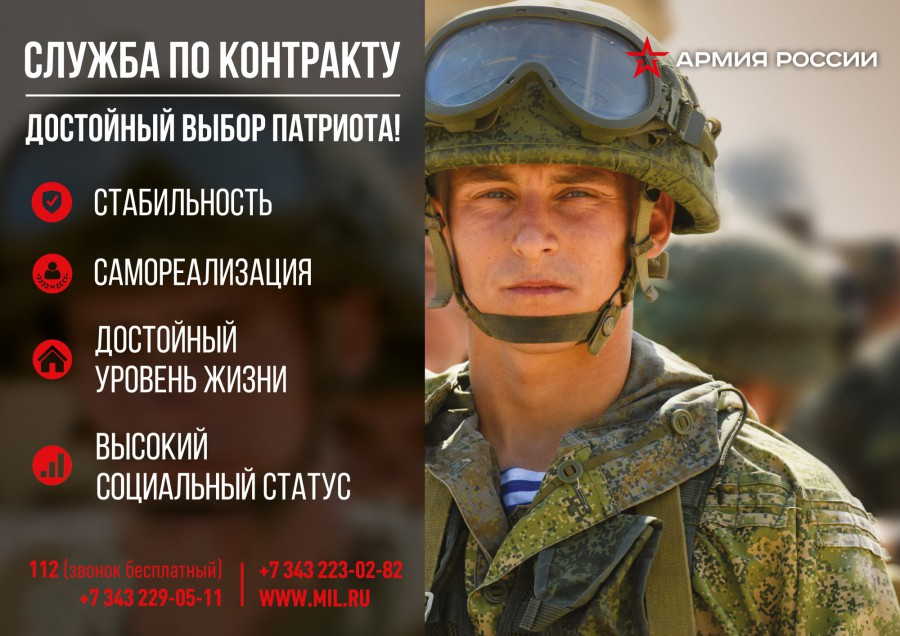 СЛУЖБА ПО КОНТРАКТУ
ДОСТОЙНЫЙ ВЫБОР ПАТРИОТА!
СТАБИЛЬНОСТЬ
САМОРЕАЛИЗАЦИЯ
ДОСТОЙНЫЙ
УРОВЕНЬ ЖИЗНИ
ВЫСОКИЙ
СОЦИАЛЬНЫЙ СТАТУС
112 (звонок бесплатный)
+7 343 229-05-11
+7 343 223-02-82
WWW.MIL.RU
АРМИЯ РОССИИ